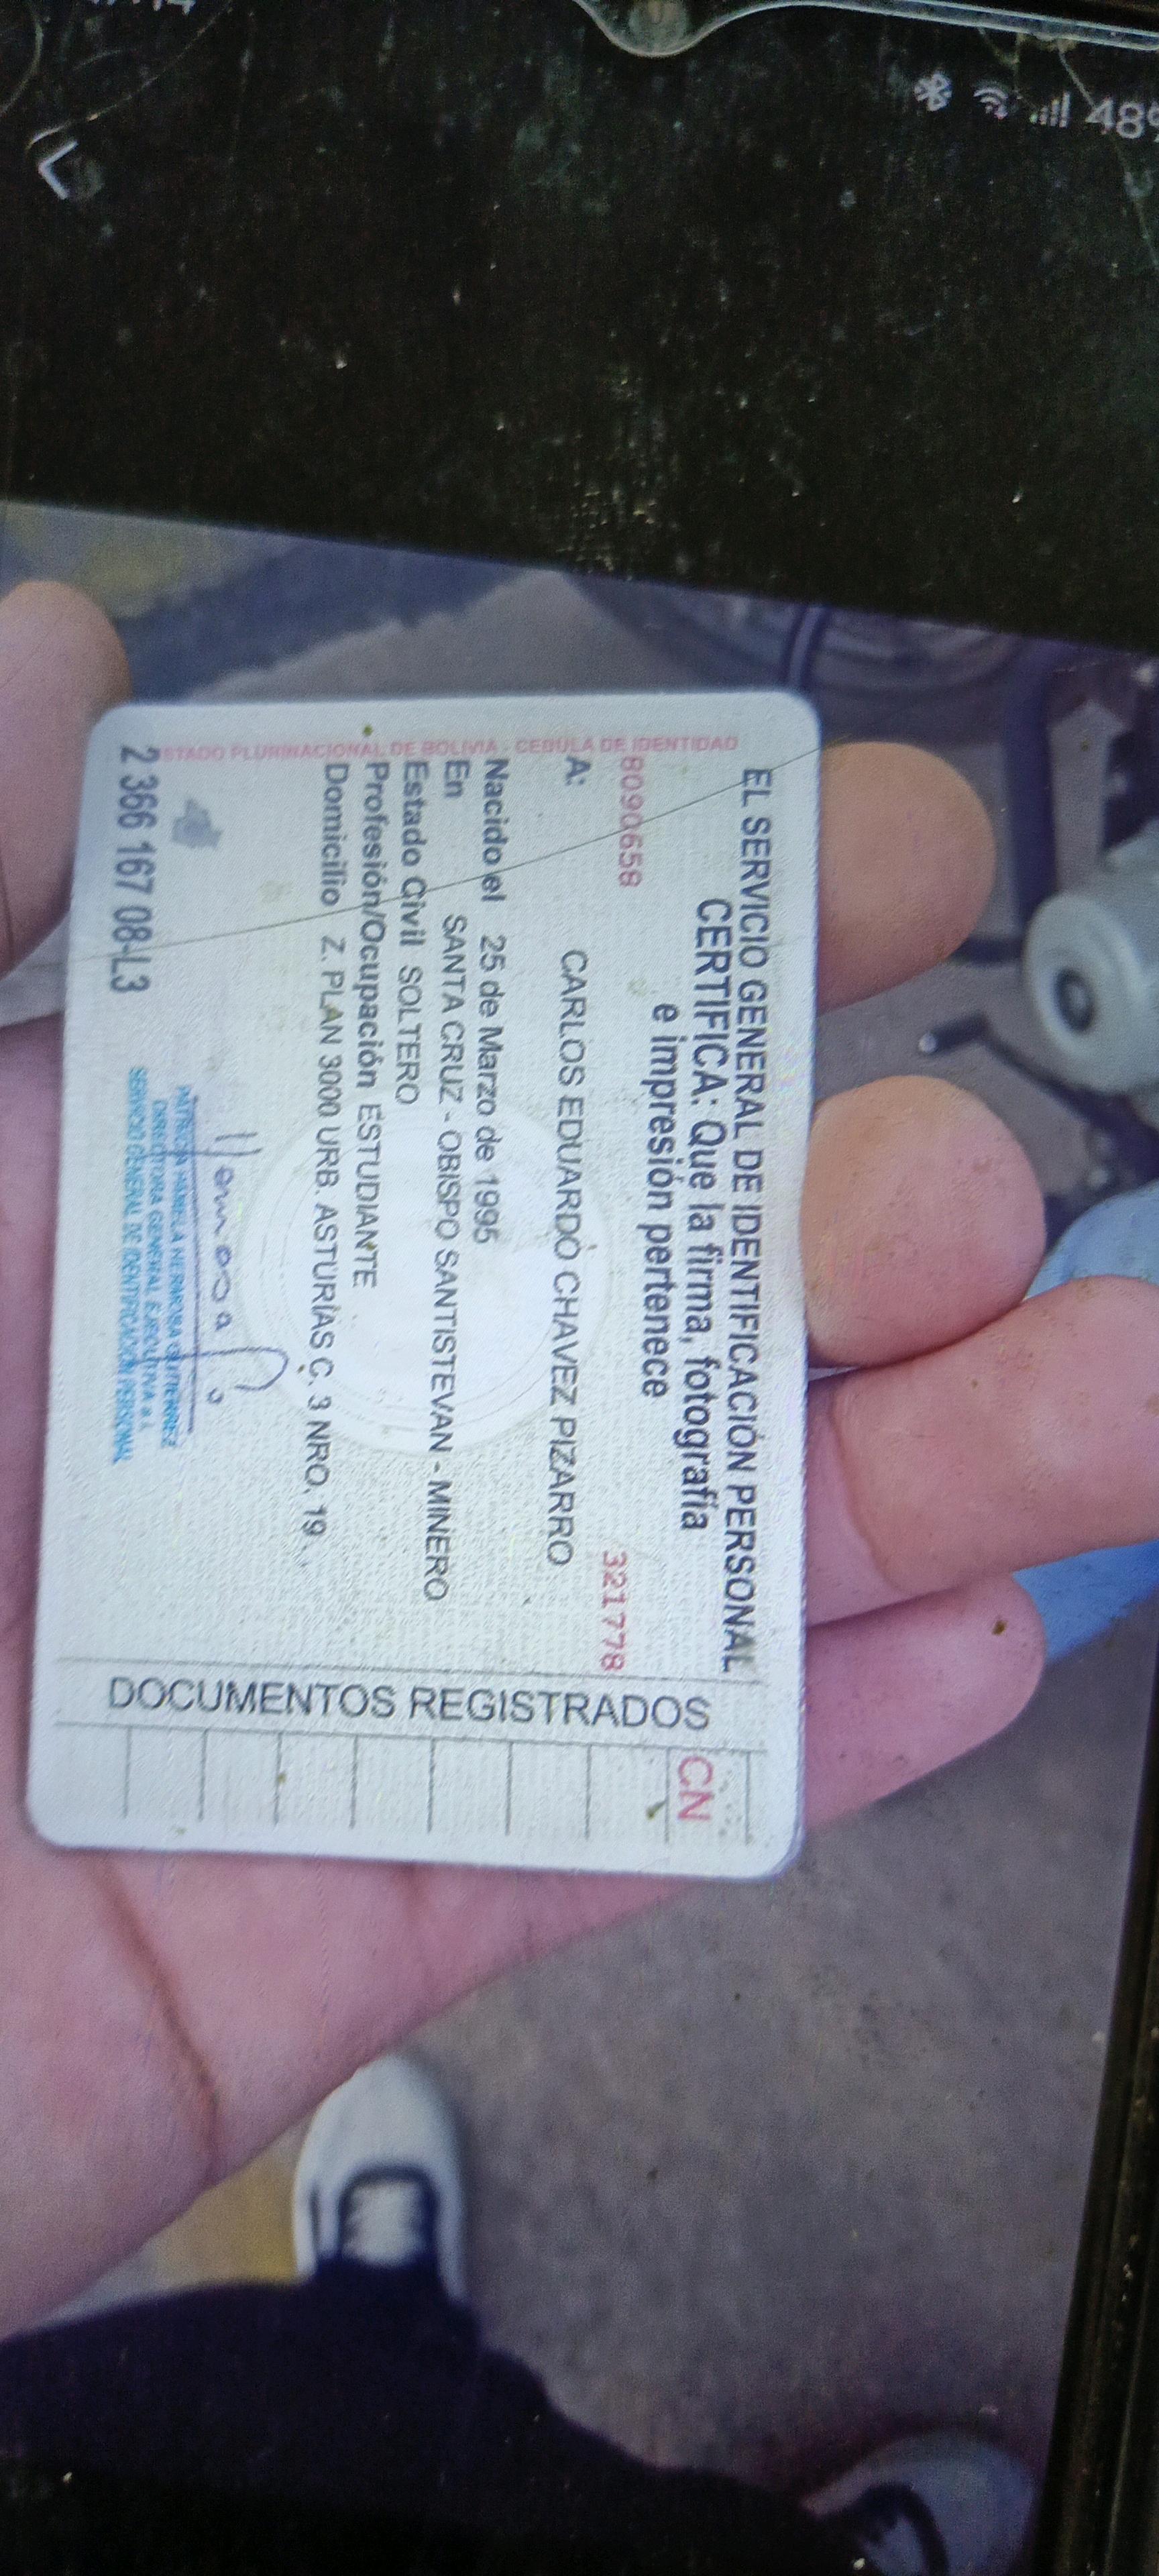 48%
EL SERVICIO GENERAL DE IDENTIFICACIÓN PERSONAL
CERTIFICA: Que la firma, fotografía
e impresión pertenece
8090658
321778
A: CARLOS EDUARDO CHAVEZ PIZARRO
Nacido el 25 de Marzo de 1995
En SANTA CRUZ - OBISPO SANTISTEVAN - MINERO
Estado Civil SOLTERO
Profesión/Ocupación ESTUDIANTE
Domicilio Z. PLAN 3000 URB. ASTURIAS C. 3 NRO. 19
PATRICIA PAMELA HERMOSA GUTIERREZ
DIRECTORA GENERAL EJECUTIVA a.i.
SERVICIO GENERAL DE IDENTIFICACIÓN PERSONAL
2 366 167 08-L3
ESTADO PLURINACIONAL DE BOLIVIA - CEDULA DE IDENTIDAD
DOCUMENTOS REGISTRADOS
CN